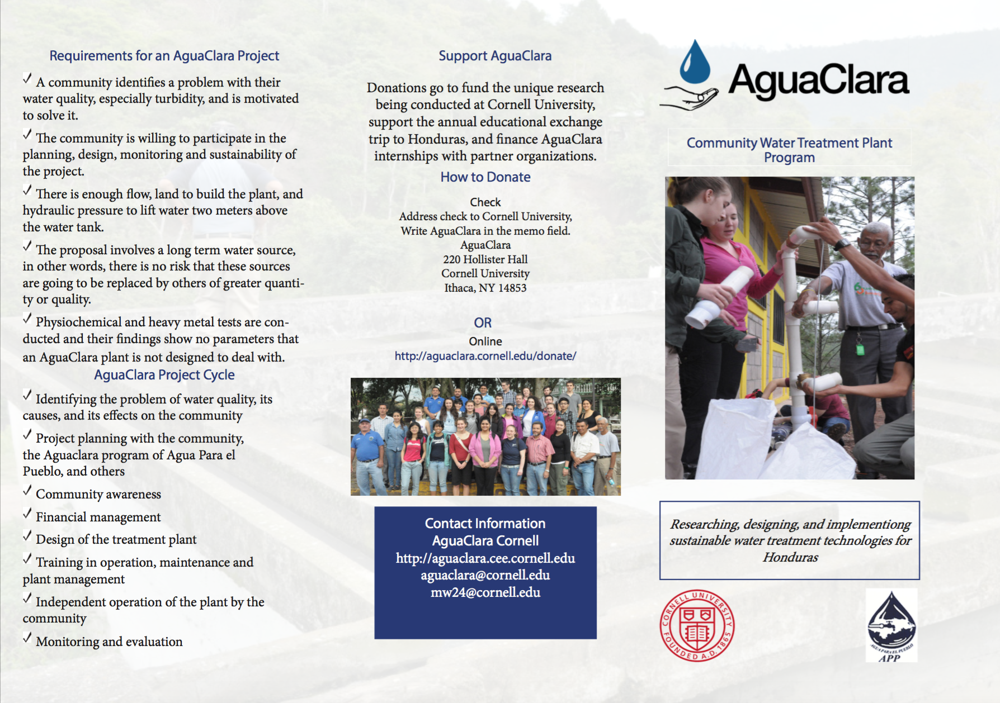 Requirements for an AguaClara Project
✓ A community identifies a problem with their
water quality, especially turbidity, and is motivated
to solve it.
✓ The community is willing to participate in the
planning, design, monitoring and sustainability of
the project.
✓ There is enough flow, land to build the plant, and
hydraulic pressure to lift water two meters above
the water tank.
✓ The proposal involves a long term water source,
in other words, there is no risk that these sources
are going to be replaced by others of greater quanti-
ty or quality.
✓ Physiochemical and heavy metal tests are con-
ducted and their findings show no parameters that
an AguaClara plant is not designed to deal with.
AguaClara Project Cycle
✓ Identifying the problem of water quality, its
causes, and its effects on the community
✓ Project planning with the community,
the Aguaclara program of Agua Para el
Pueblo, and others
✓ Community awareness
✓ Financial management
✓ Design of the treatment plant
✓ Training in operation, maintenance and
plant management
✓ Independent operation of the plant by the
community
✓ Monitoring and evaluation
Support AguaClara
Donations go to fund the unique research
being conducted at Cornell University,
support the annual educational exchange
trip to Honduras, and finance AguaClara
internships with partner organizations.
How to Donate
Check
Address check to Cornell University,
Write AguaClara in the memo field.
AguaClara
220 Hollister Hall
Cornell University
Ithaca, NY 14853
OR
Online
http://aguaclara.cornell.edu/donate/
Contact Information
AguaClara Cornell
http://aguaclara.cee.cornell.edu
aguaclara@cornell.edu
mw24@cornell.edu
AguaClara
Community Water Treatment Plant
Program
Researching, designing, and implementiong
sustainable water treatment technologies for
Honduras
CORNELL UNIVERSITY
FOUNDED A.D. 1865
AGUA PARA EL PUEBLO
APP